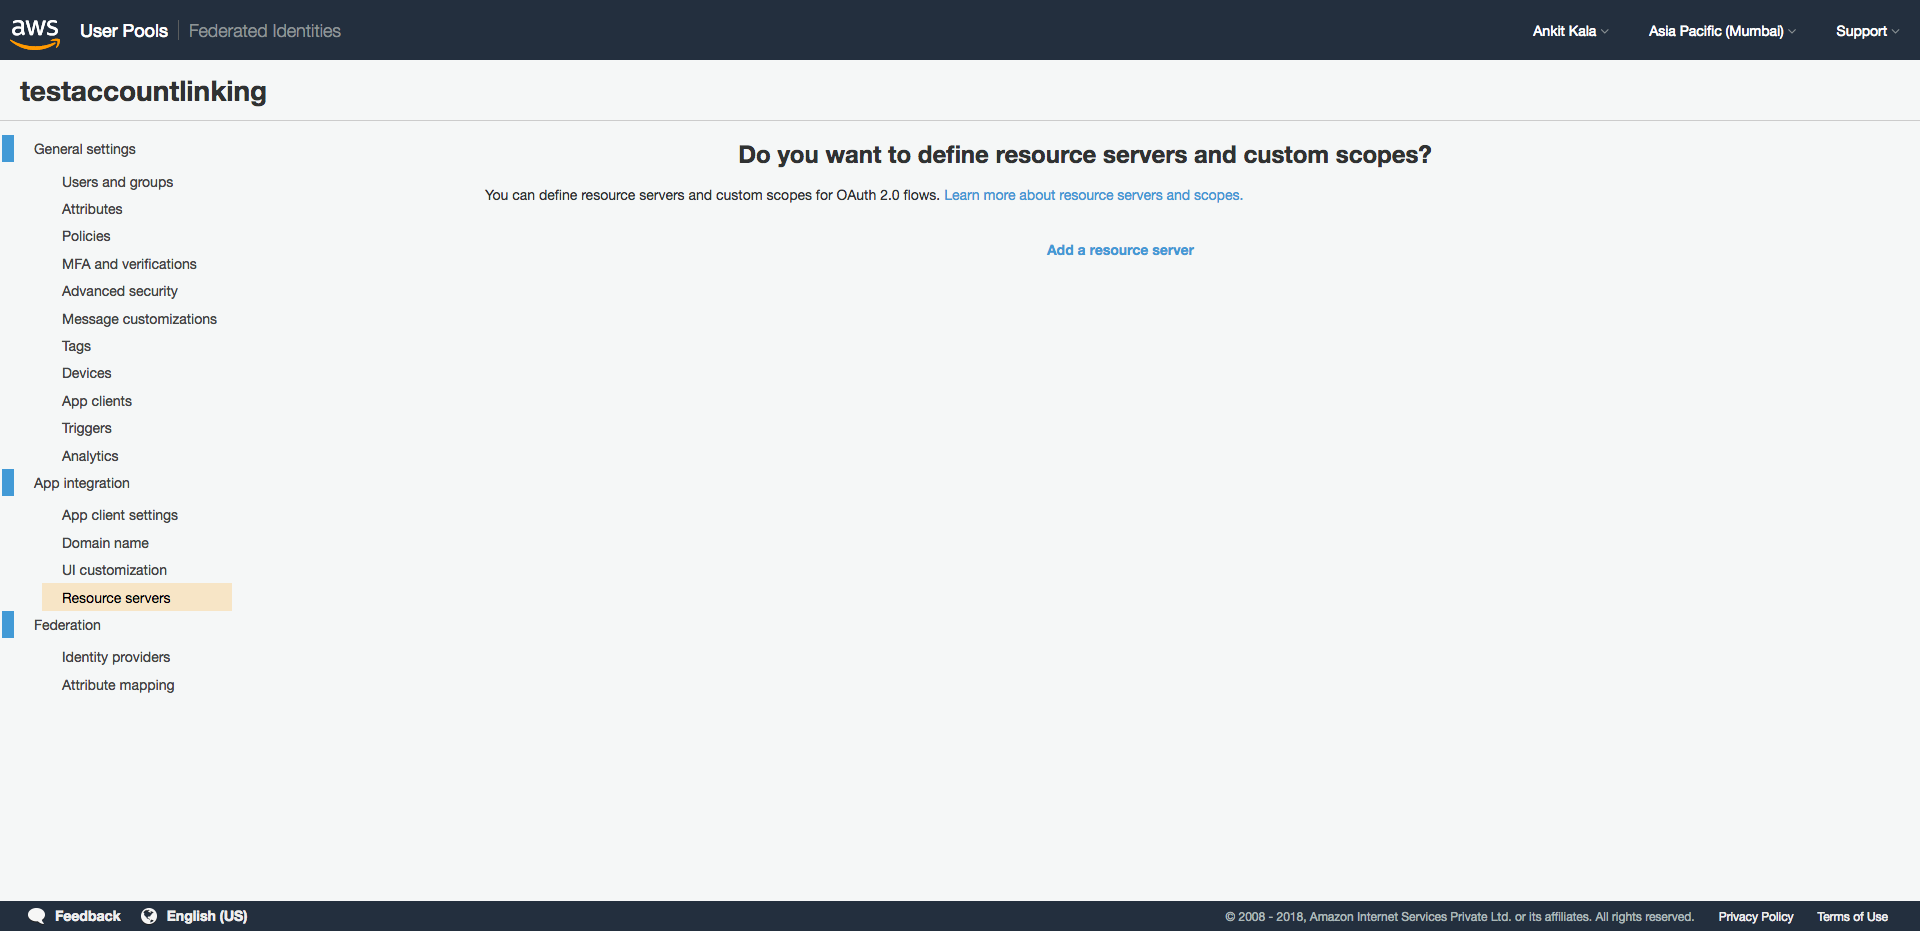 aws User Pools Federated Identities Ankit Kala Asia Pacific (Mumbai) Support
testaccountlinking
General settings
Users and groups
Attributes
Policies
MFA and verifications
Advanced security
Message customizations
Tags
Devices
App clients
Triggers
Analytics
App integration
App client settings
Domain name
UI customization
Resource servers
Federation
Identity providers
Attribute mapping
Do you want to define resource servers and custom scopes?
You can define resource servers and custom scopes for OAuth 2.0 flows. Learn more about resource servers and scopes.
Add a resource server
Feedback English (US) © 2008 - 2018, Amazon Internet Services Private Ltd. or its affiliates. All rights reserved. Privacy Policy Terms of Use